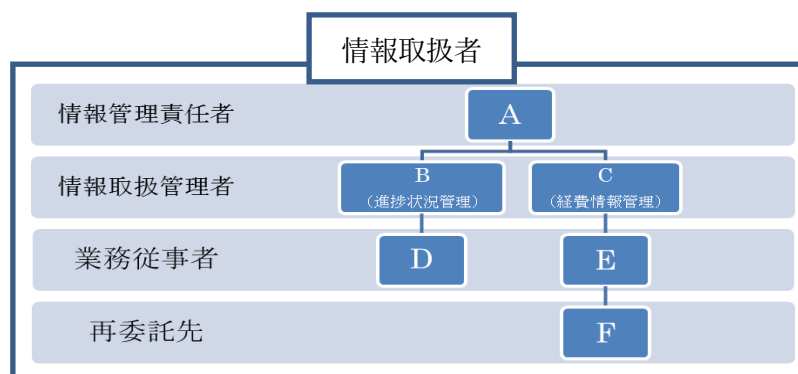 情報取扱者
情報管理責任者
A
情報取扱管理者
B
（進捗状況管理）
C
（経費情報管理）
業務従事者
D
E
再委託先
F